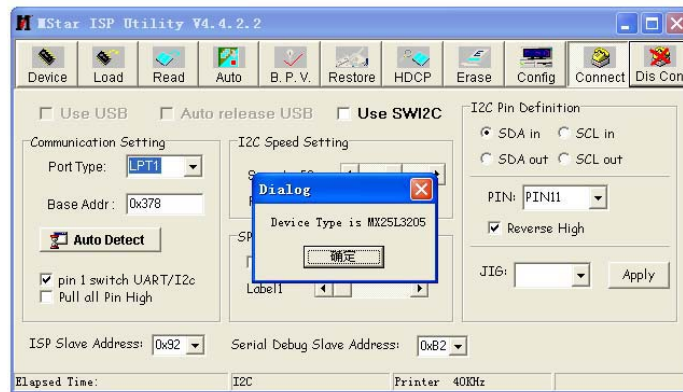 MStar ISP Utility V4.4.2.2
Device Load Read Auto B. P. V. Restore HDCP Erase Config Connect Dis Con
Use USB Auto release USB Use SWI2C
Communication Setting
Port Type: LPT1
Base Addr: 0x378
Auto Detect
pin 1 switch UART/I2c
Pull all Pin High
I2C Speed Setting
Dialog
Device Type is MX25L3205
确定
SP
Label1
I2C Pin Definition
SDA in SCL in
SDA out SCL out
PIN: PIN11
Reverse High
JIG: Apply
ISP Slave Address: 0x92 Serial Debug Slave Address: 0xB2
Elapsed Time: I2C Printer 40KHz